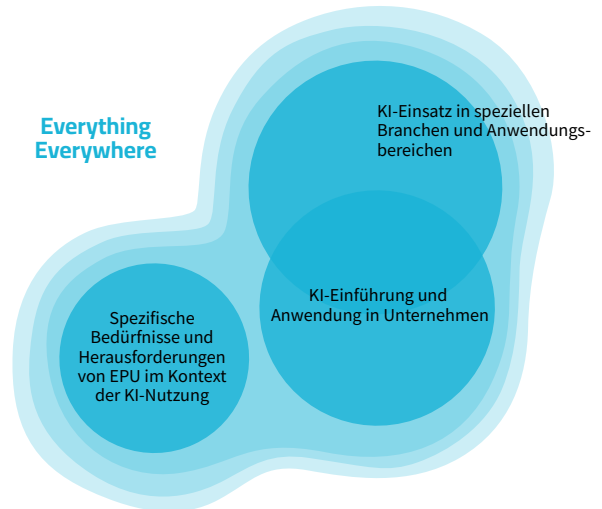 Everything
Everywhere
KI-Einsatz in speziellen
Branchen und Anwendungs-
bereichen
KI-Einführung und
Anwendung in Unternehmen
Spezifische
Bedürfnisse und
Herausforderungen
von EPU im Kontext
der KI-Nutzung